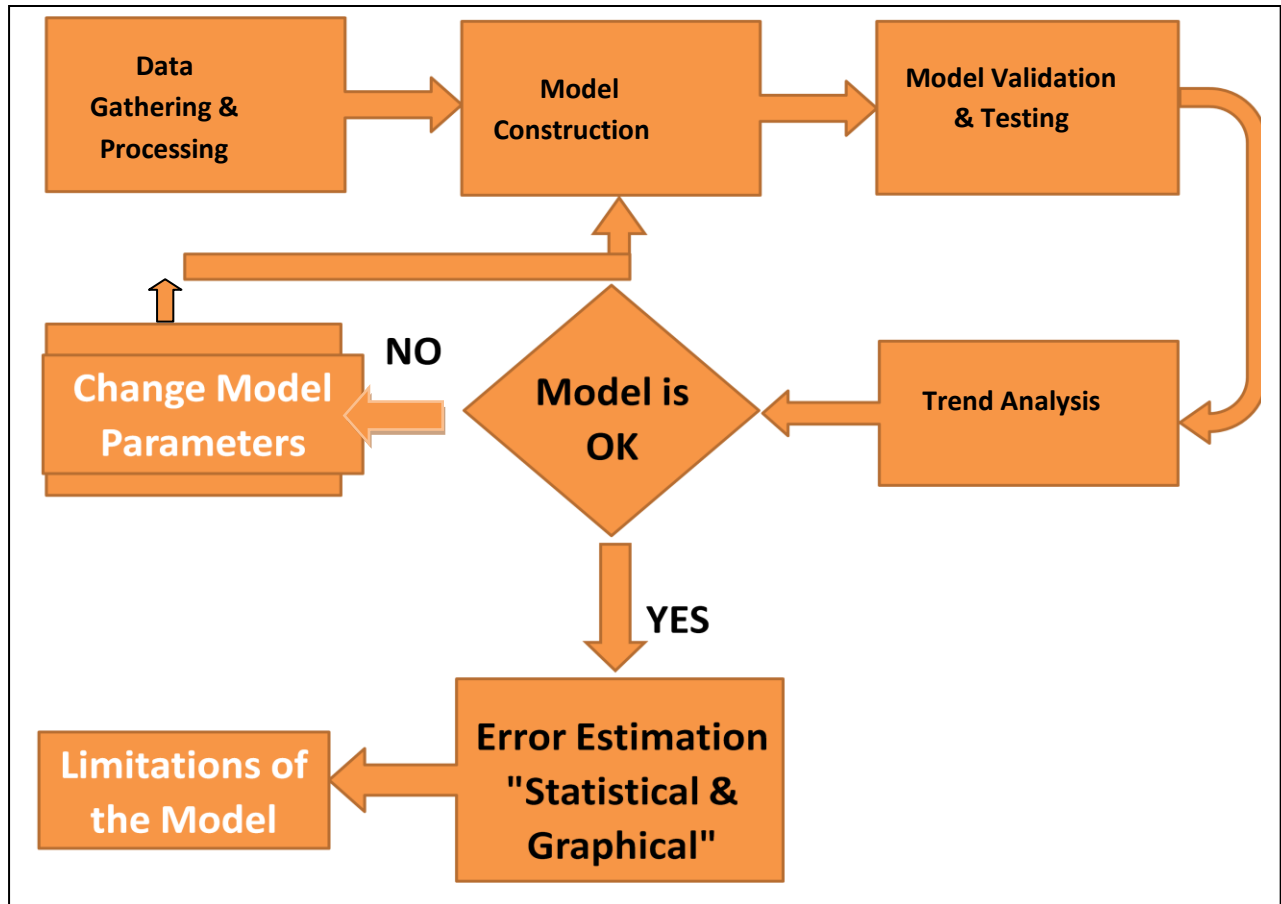 Data
Gathering &
Processing
Model
Construction
Model Validation
& Testing
Trend Analysis
Model is
OK
NO
Change Model
Parameters
YES
Error Estimation
"Statistical &
Graphical"
Limitations of
the Model